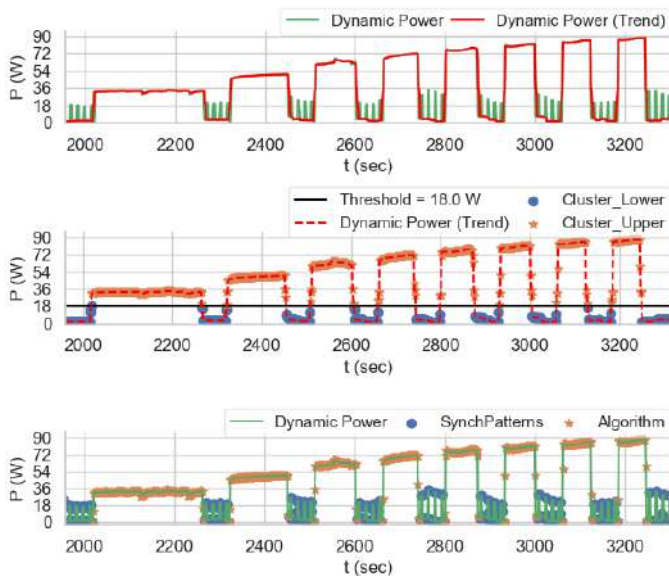 Dynamic Power Dynamic Power (Trend)
90
72
54
36
18
0
P (W)
2000 2200 2400 2600 2800 3000 3200
t (sec)
Threshold = 18.0 W Cluster_Lower
Dynamic Power (Trend) Cluster_Upper
90
72
54
36
18
0
P (W)
2000 2200 2400 2600 2800 3000 3200
t (sec)
Dynamic Power SynchPatterns Algorithm
90
72
54
36
18
0
P (W)
2000 2200 2400 2600 2800 3000 3200
t (sec)